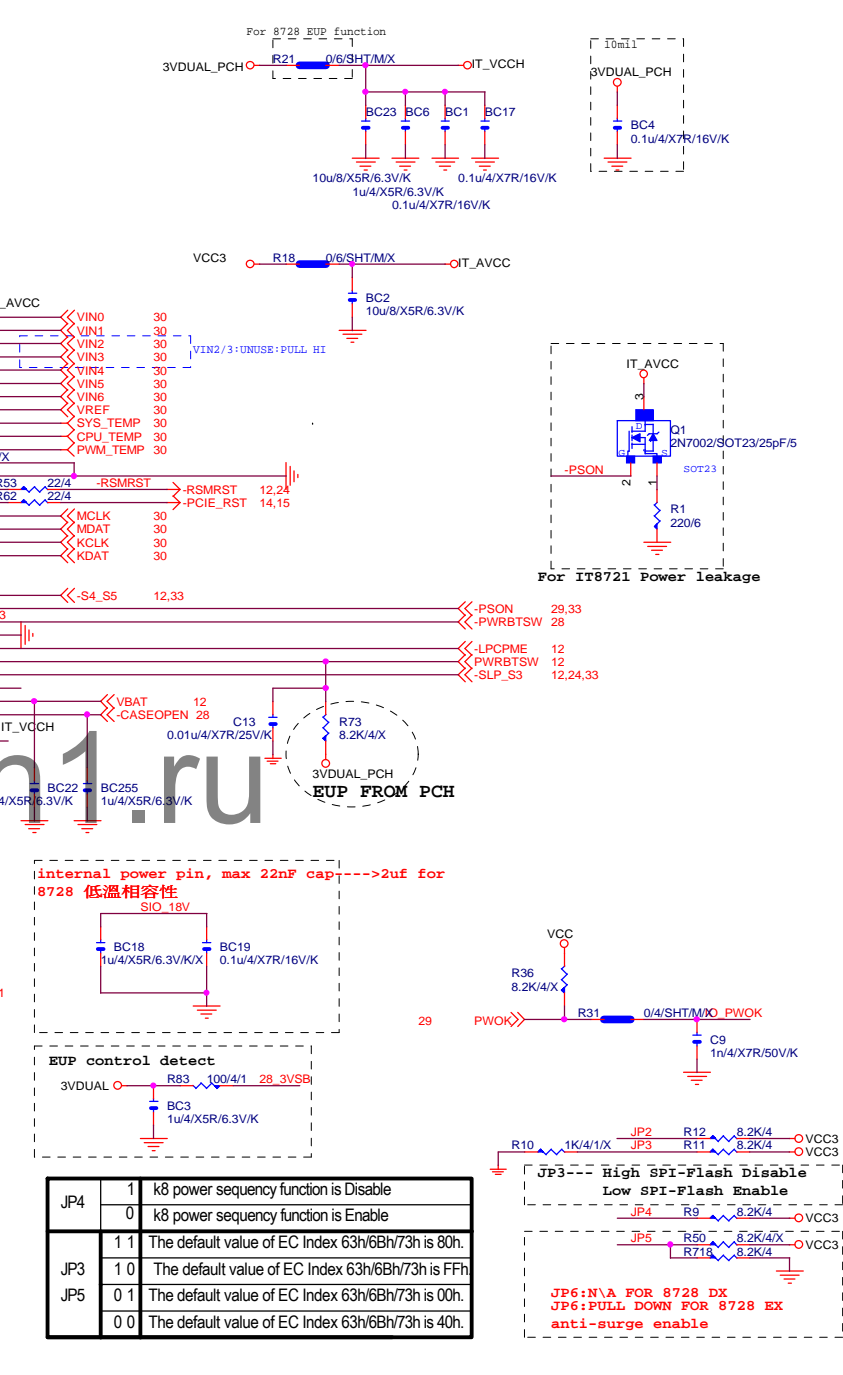 For 8728 EUP function
3VDUAL_PCH R21 0/6/SHT/M/X IT_VCCH
BC23 BC6 BC1 BC17
10u/8/X5R/6.3V/K 0.1u/4/X7R/16V/K
1u/4/X5R/6.3V/K
0.1u/4/X7R/16V/K
10mil
3VDUAL_PCH
BC4
0.1u/4/X7R/16V/K
VCC3 R18 0/6/SHT/M/X IT_AVCC
BC2
10u/8/X5R/6.3V/K
_AVCC
VIN0 30
VIN1 30
VIN2 30
VIN3 30
VIN2/3:UNUSE:PULL HI
VIN4 30
VIN5 30
VIN6 30
VREF 30
SYS_TEMP 30
CPU_TEMP 30
PWM_TEMP 30
/X
R53 22/4 -RSMRST -RSMRST 12,24
R62 22/4 -PCIE_RST 14,15
MCLK 30
MDAT 30
KCLK 30
KDAT 30
IT_AVCC
3
D
Q1
2N7002/SOT23/25pF/5
G S
SOT23
-PSON
2 1
R1
220/6
For IT8721 Power leakage
-S4_S5 12,33
3
-PSON 29,33
-PWRBTSW 28
-LPCPME 12
PWRBTSW 12
-SLP_S3 12,24,33
VBAT 12
-CASEOPEN 28
IT_VCCH
C13
0.01u/4/X7R/25V/K
R73
8.2K/4/X
3VDUAL_PCH
EUP FROM PCH
BC22
4/X5R/6.3V/K
BC255
1u/4/X5R/6.3V/K
h1.ru
internal power pin, max 22nF cap---->2uf for
8728 低溫相容性
SIO_18V
BC18
1u/4/X5R/6.3V/K/X
BC19
0.1u/4/X7R/16V/K
1
VCC
R36
8.2K/4/X
29 PWOK R31 0/4/SHT/M/X IO_PWOK
C9
1n/4/X7R/50V/K
EUP control detect
3VDUAL R83 100/4/1 28_3VSB
BC3
1u/4/X5R/6.3V/K
JP2 R12 8.2K/4 VCC3
R10 1K/4/1/X JP3 R11 8.2K/4 VCC3
JP3--- High SPI-Flash Disable
Low SPI-Flash Enable
JP4 R9 8.2K/4 VCC3
JP5 R50 8.2K/4/X VCC3
R718 8.2K/4
JP6:N\A FOR 8728 DX
JP6:PULL DOWN FOR 8728 EX
anti-surge enable
JP4
1 k8 power sequency function is Disable
0 k8 power sequency function is Enable
JP3
JP5
1 1 The default value of EC Index 63h/6Bh/73h is 80h.
1 0 The default value of EC Index 63h/6Bh/73h is FFh.
0 1 The default value of EC Index 63h/6Bh/73h is 00h.
0 0 The default value of EC Index 63h/6Bh/73h is 40h.